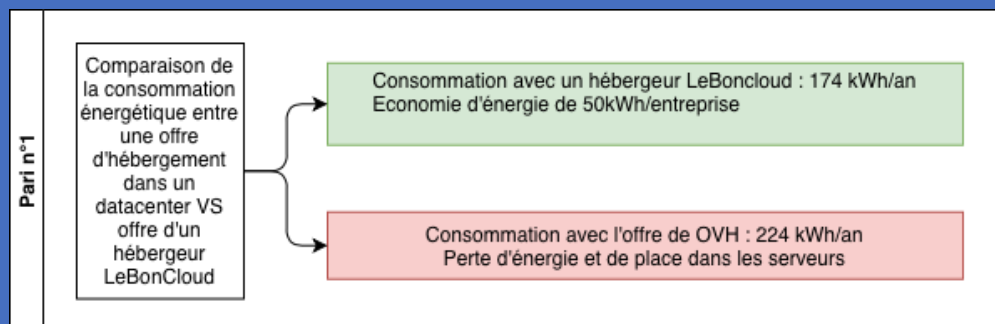 Pari n°1
Comparaison de
la consommation
énergétique entre
une offre
d'hébergement
dans un
datacenter VS
offre d'un
hébergeur
LeBonCloud
Consommation avec un hébergeur LeBoncloud : 174 kWh/an
Economie d'énergie de 50kWh/entreprise
Consommation avec l'offre de OVH : 224 kWh/an
Perte d'énergie et de place dans les serveurs